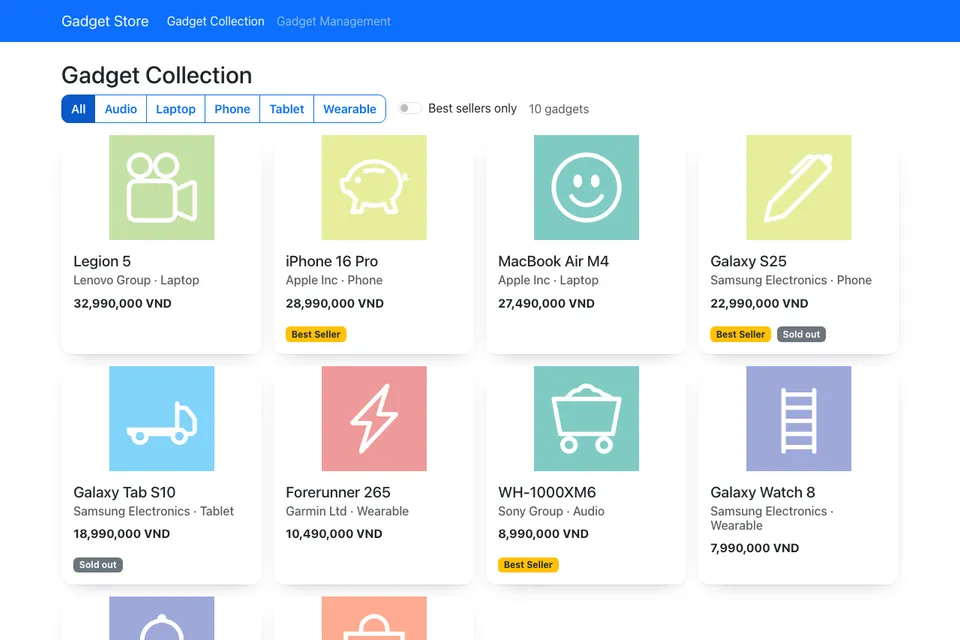 Gadget Store Gadget Collection Gadget Management
Gadget Collection
All Audio Laptop Phone Tablet Wearable Best sellers only 10 gadgets
Legion 5
Lenovo Group · Laptop
32,990,000 VND
iPhone 16 Pro
Apple Inc · Phone
28,990,000 VND
Best Seller
MacBook Air M4
Apple Inc · Laptop
27,490,000 VND
Galaxy S25
Samsung Electronics · Phone
22,990,000 VND
Best Seller Sold out
Galaxy Tab S10
Samsung Electronics · Tablet
18,990,000 VND
Sold out
Forerunner 265
Garmin Ltd · Wearable
10,490,000 VND
WH-1000XM6
Sony Group · Audio
8,990,000 VND
Best Seller
Galaxy Watch 8
Samsung Electronics ·
Wearable
7,990,000 VND